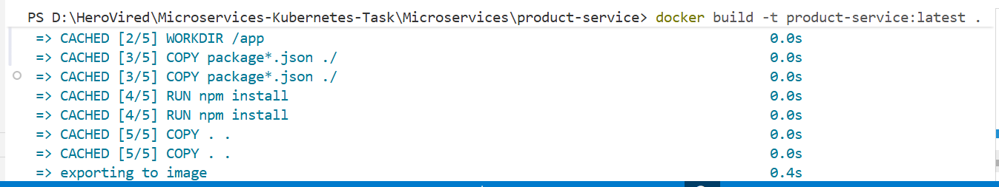 PS D:\HeroVired\Microservices-Kubernetes-Task\Microservices\product-service> docker build -t product-service:latest .
=> CACHED [2/5] WORKDIR /app 0.0s
=> CACHED [3/5] COPY package*.json ./ 0.0s
=> CACHED [3/5] COPY package*.json ./ 0.0s
=> CACHED [4/5] RUN npm install 0.0s
=> CACHED [4/5] RUN npm install 0.0s
=> CACHED [5/5] COPY . . 0.0s
=> CACHED [5/5] COPY . . 0.0s
=> exporting to image 0.4s